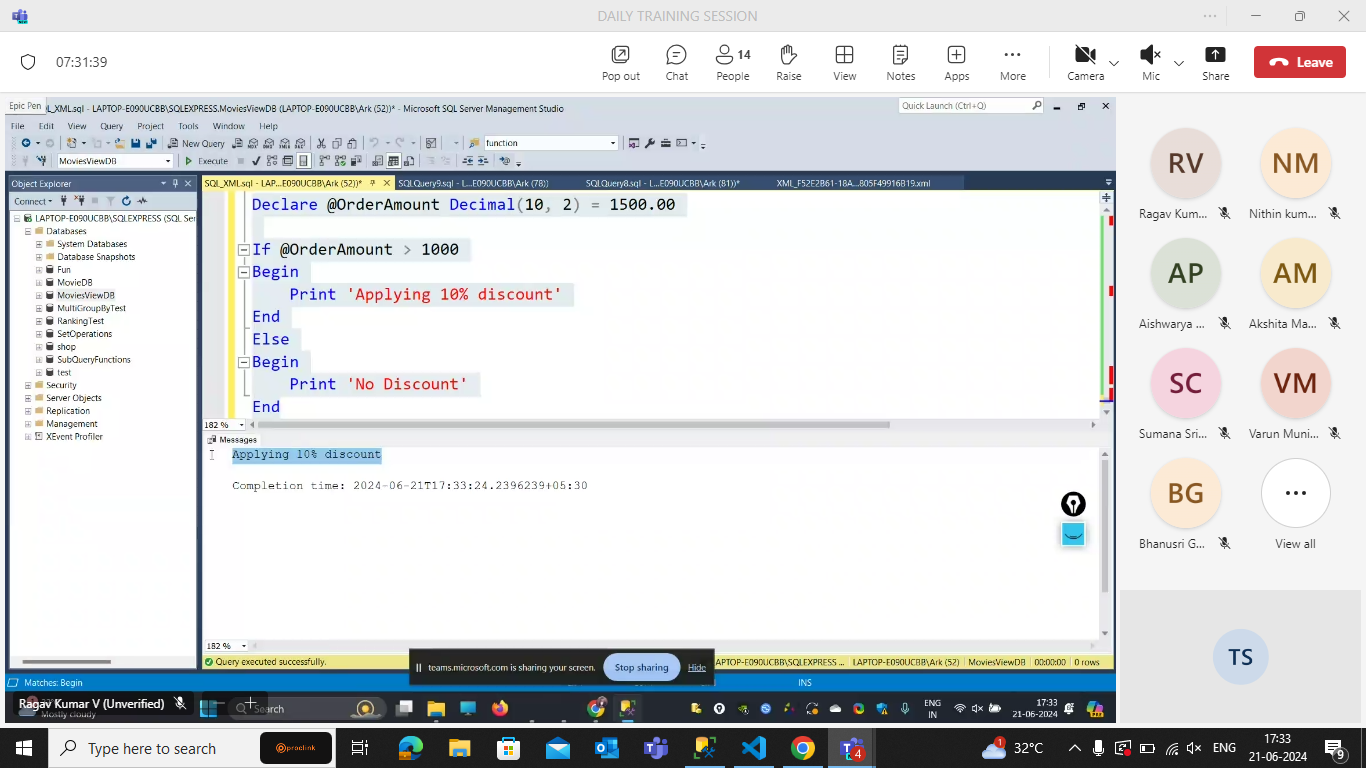 DAILY TRAINING SESSION
07:31:39
Pop out
Chat
14
People
Raise
View
Notes
Apps
More
Camera
Mic
Share
Leave
Epic Pen
L_XML.sql - LAPTOP-E090UCBB\SQLEXPRESS.MoviesViewDB (LAPTOP-E090UCBB\Ark (52))* - Microsoft SQL Server Management Studio
Quick Launch (Ctrl+Q)
File Edit View Query Project Tools Window Help
New Query
function
MoviesViewDB
Execute
Object Explorer
Connect
LAPTOP-E090UCBB\SQLEXPRESS (SQL Ser
Databases
System Databases
Database Snapshots
Fun
MovieDB
MoviesViewDB
MultiGroupByTest
RankingTest
SetOperations
shop
SubQueryFunctions
test
Security
Server Objects
Replication
Management
XEvent Profiler
SQL_XML.sql - LAP...E090UCBB\Ark (52))*
SQLQuery9.sql - L...E090UCBB\Ark (78))
SQLQuery8.sql - L...E090UCBB\Ark (81))*
XML_F52E2B61-18A...805F49916B19.xml
Declare @OrderAmount Decimal(10, 2) = 1500.00
If @OrderAmount > 1000
Begin
Print 'Applying 10% discount'
End
Else
Begin
Print 'No Discount'
End
182 %
Messages
Applying 10% discount
Completion time: 2024-06-21T17:33:24.2396239+05:30
182 %
Query executed successfully.
APTOP-E090UCBB\SQLEXPRESS ... LAPTOP-E090UCBB\Ark (52) MoviesViewDB 00:00:00 0 rows
teams.microsoft.com is sharing your screen.
Stop sharing
Hide
Matches: Begin
INS
Ragav Kumar V (Unverified)
Mostly cloudy
Search
ENG
IN
17:33
21-06-2024
RV
Ragav Kum...
NM
Nithin kum...
AP
Aishwarya ...
AM
Akshita Ma...
SC
Sumana Sri...
VM
Varun Muni...
BG
Bhanusri G...
View all
TS
Type here to search
proclink
4
1
32°C
ENG
17:33
21-06-2024
9